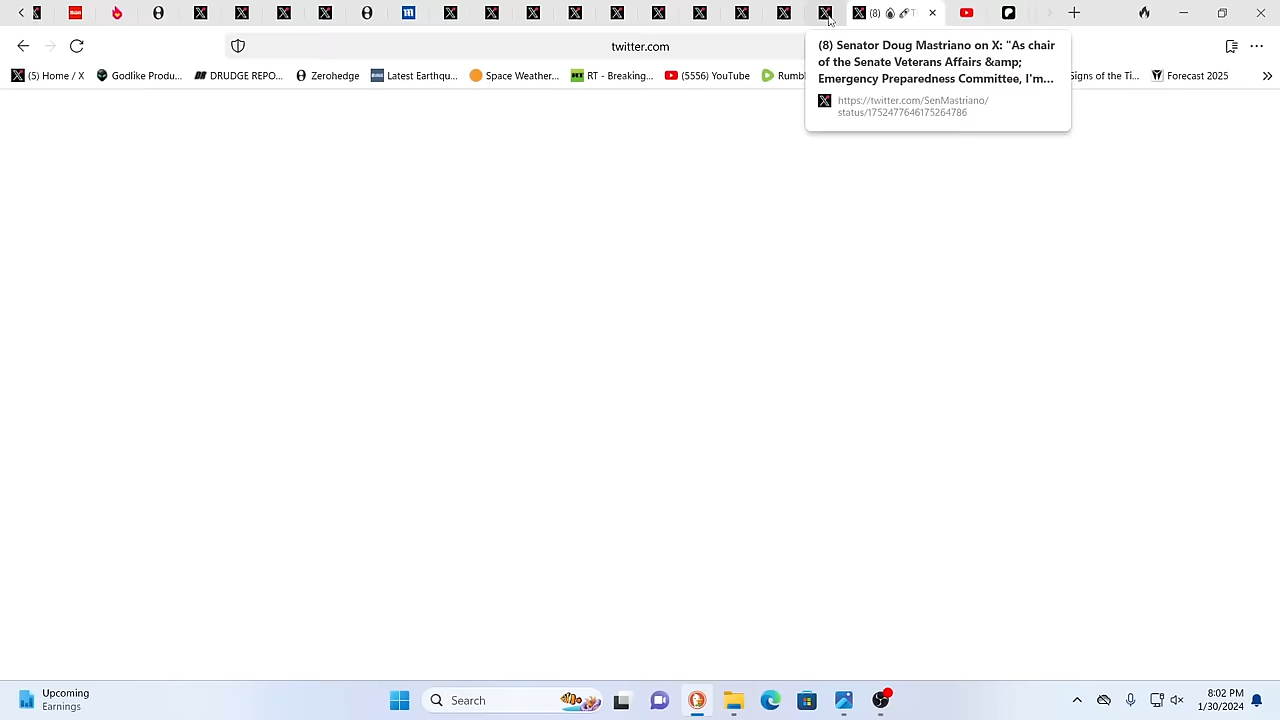 (8)
twitter.com
(8) Senator Doug Mastriano on X: "As chair
of the Senate Veterans Affairs &amp;
Emergency Preparedness Committee, I'm...
https://twitter.com/SenMastriano/
status/1752477646175264786
(5) Home / X
Godlike Produ...
DRUDGE REPO...
Zerohedge
Latest Earthqu...
Space Weather...
RT - Breaking...
(5556) YouTube
Rumb
Signs of the Ti...
Forecast 2025
Upcoming
Earnings
Search
8:02 PM
1/30/2024